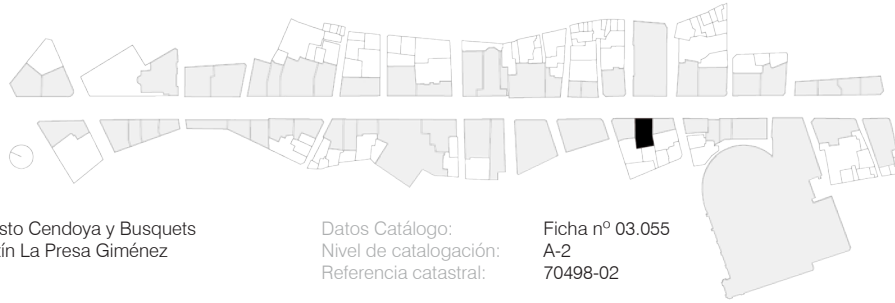 sto Cendoya y Busquets
tín La Presa Giménez
Datos Catálogo: Ficha nº 03.055
Nivel de catalogación: A-2
Referencia catastral: 70498-02